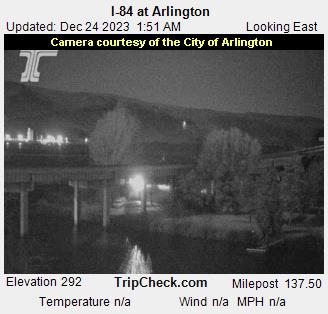 I-84 at Arlington
Updated: Dec 24 2023 1:51 AM Looking East
Camera courtesy of the City of Arlington
Elevation 292 TripCheck.com Milepost 137.50
Temperature n/a Wind n/a MPH n/a